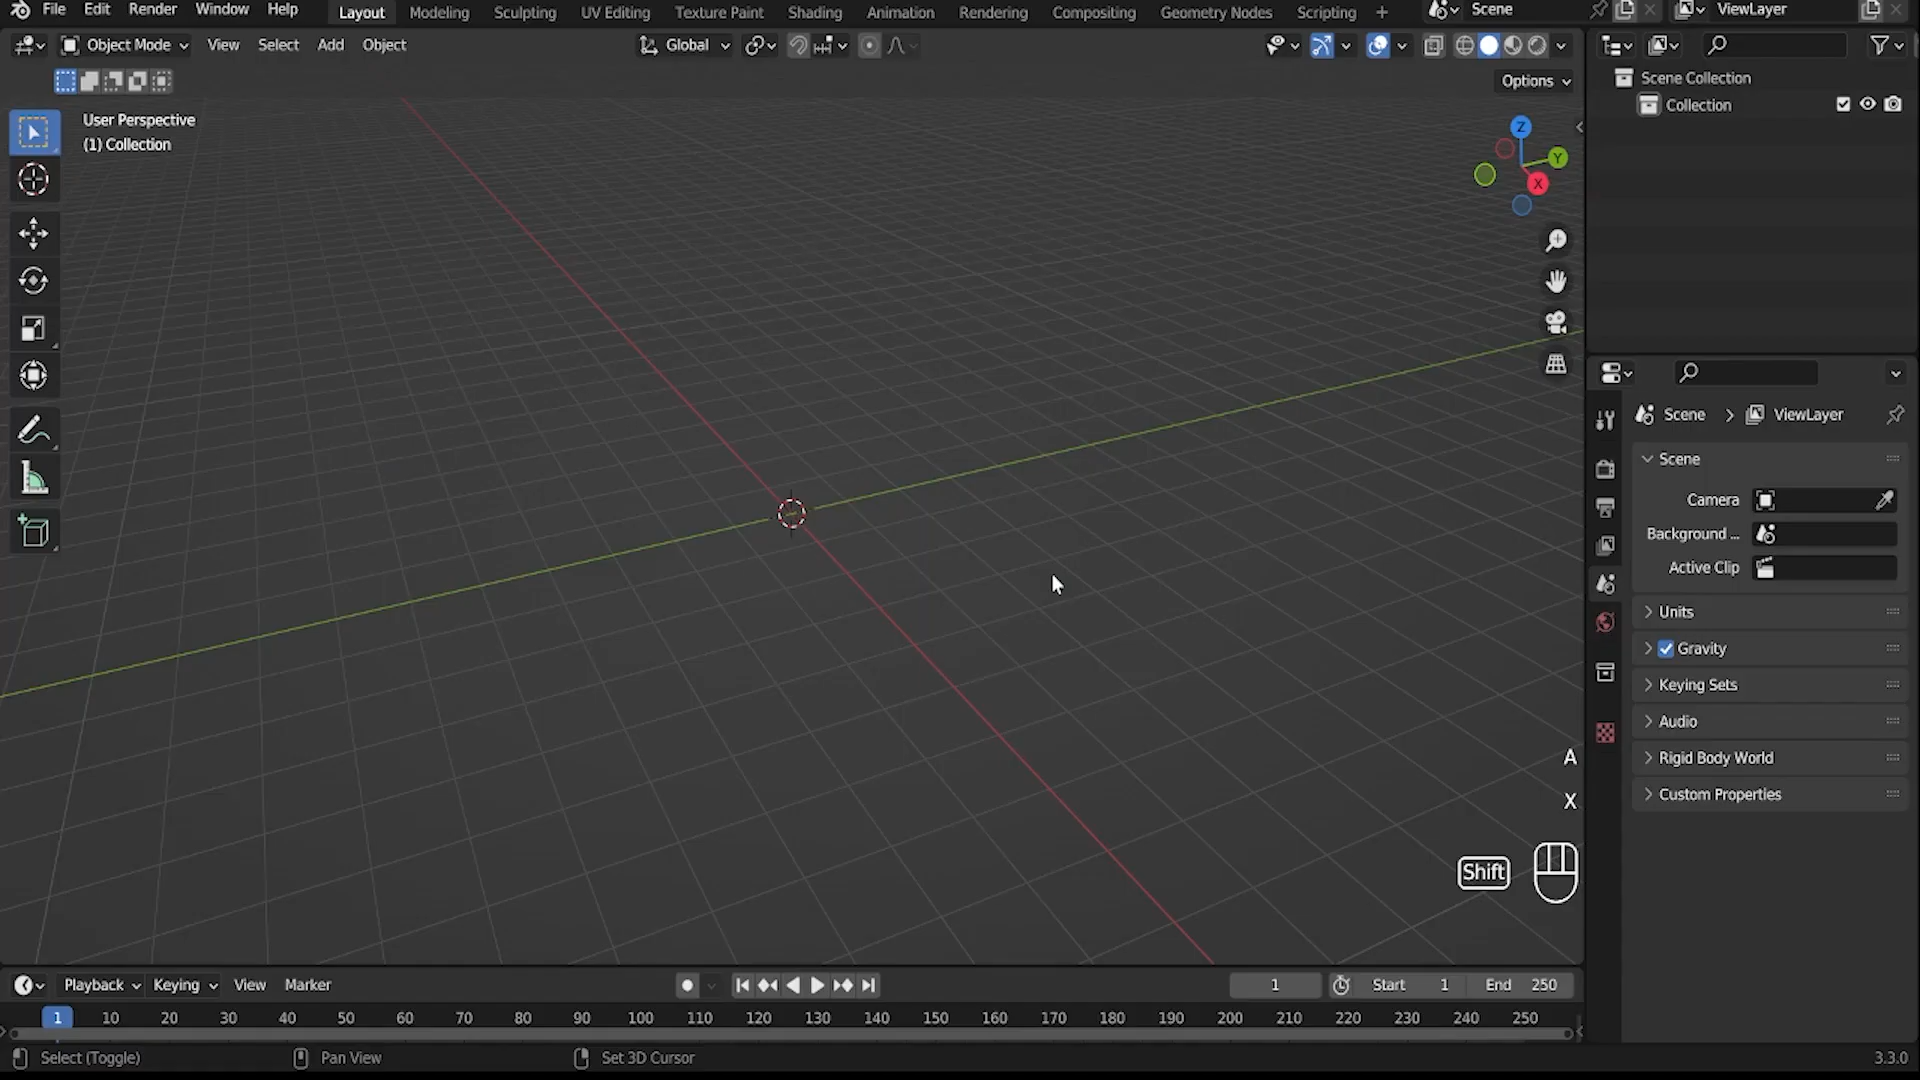 File Edit Render Window Help Layout Modeling Sculpting UV Editing Texture Paint Shading Animation Rendering Compositing Geometry Nodes Scripting + Scene ViewLayer
Object Mode View Select Add Object Global
Options
Scene Collection
Collection
User Perspective
(1) Collection
Z
Y
X
Scene ViewLayer
Scene
Camera
Background ...
Active Clip
Units
Gravity
Keying Sets
Audio
Rigid Body World
Custom Properties
A
X
Shift
Playback Keying View Marker 1 Start 1 End 250
1 10 20 30 40 50 60 70 80 90 100 110 120 130 140 150 160 170 180 190 200 210 220 230 240 250
Select (Toggle) Pan View Set 3D Cursor 3.3.0